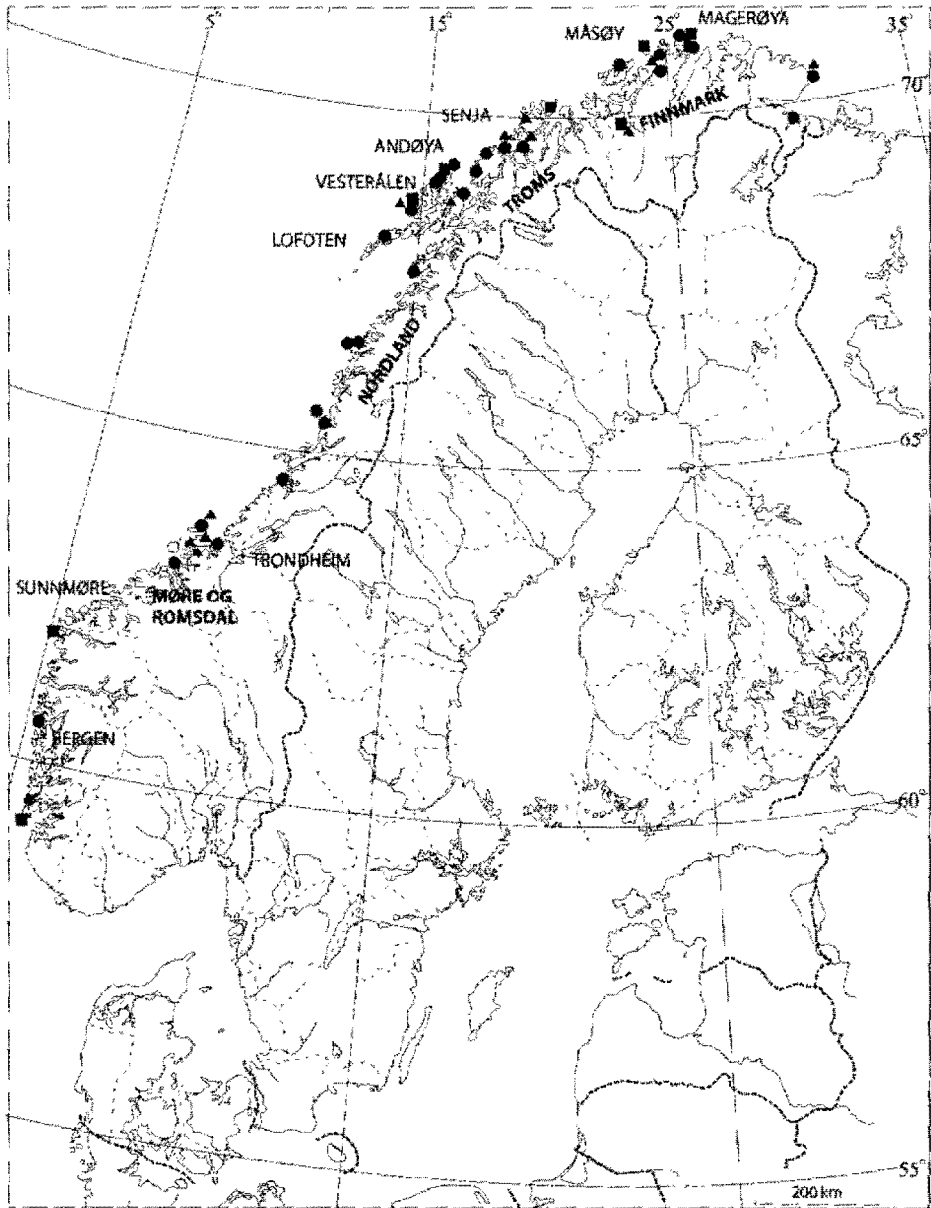 5°
15°
25°
MAGERØYA
35°
MÅSØY
70°
SENJA
FINNMARK
ANDØYA
VESTERÅLEN
TROMS
LOFOTEN
NORDLAND
65°
TRONDHEIM
SUNNMØRE
MØRE OG
ROMSDAL
BERGEN
60°
55°
200 km